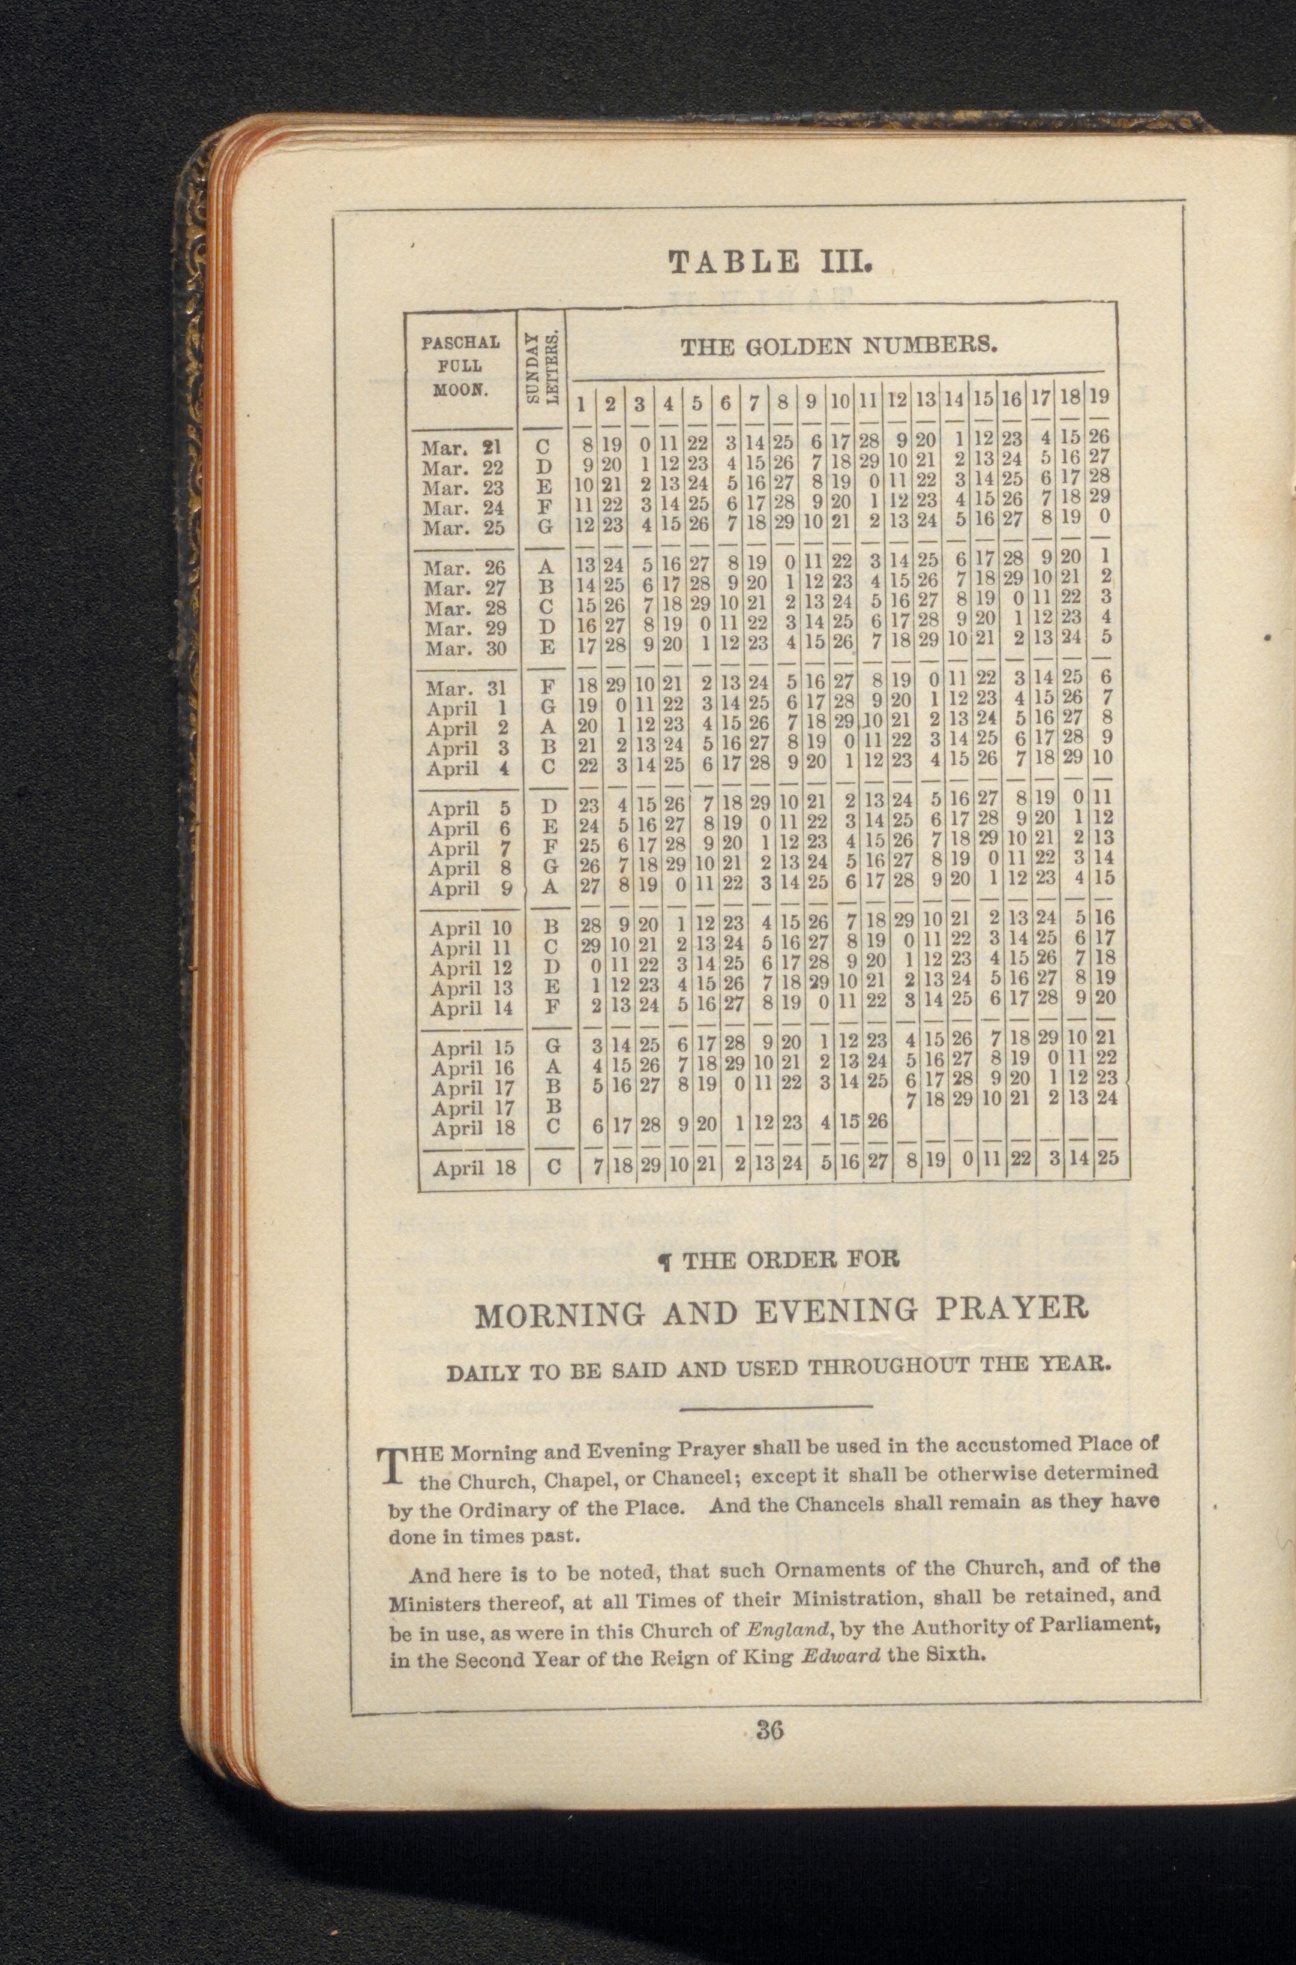 TABLE III.
PASCHAL FULL MOON. SUNDAY LETTERS. THE GOLDEN NUMBERS.
1 2 3 4 5 6 7 8 9 10 11 12 13 14 15 16 17 18 19
Mar. 21 C 8 19 0 11 22 3 14 25 6 17 28 9 20 1 12 23 4 15 26
Mar. 22 D 9 20 1 12 23 4 15 26 7 18 29 10 21 2 13 24 5 16 27
Mar. 23 E 10 21 2 13 24 5 16 27 8 19 0 11 22 3 14 25 6 17 28
Mar. 24 F 11 22 3 14 25 6 17 28 9 20 1 12 23 4 15 26 7 18 29
Mar. 25 G 12 23 4 15 26 7 18 29 10 21 2 13 24 5 16 27 8 19 0
Mar. 26 A 13 24 5 16 27 8 19 0 11 22 3 14 25 6 17 28 9 20 1
Mar. 27 B 14 25 6 17 28 9 20 1 12 23 4 15 26 7 18 29 10 21 2
Mar. 28 C 15 26 7 18 29 10 21 2 13 24 5 16 27 8 19 0 11 22 3
Mar. 29 D 16 27 8 19 0 11 22 3 14 25 6 17 28 9 20 1 12 23 4
Mar. 30 E 17 28 9 20 1 12 23 4 15 26 7 18 29 10 21 2 13 24 5
Mar. 31 F 18 29 10 21 2 13 24 5 16 27 8 19 0 11 22 3 14 25 6
April 1 G 19 0 11 22 3 14 25 6 17 28 9 20 1 12 23 4 15 26 7
April 2 A 20 1 12 23 4 15 26 7 18 29 10 21 2 13 24 5 16 27 8
April 3 B 21 2 13 24 5 16 27 8 19 0 11 22 3 14 25 6 17 28 9
April 4 C 22 3 14 25 6 17 28 9 20 1 12 23 4 15 26 7 18 29 10
April 5 D 23 4 15 26 7 18 29 10 21 2 13 24 5 16 27 8 19 0 11
April 6 E 24 5 16 27 8 19 0 11 22 3 14 25 6 17 28 9 20 1 12
April 7 F 25 6 17 28 9 20 1 12 23 4 15 26 7 18 29 10 21 2 13
April 8 G 26 7 18 29 10 21 2 13 24 5 16 27 8 19 0 11 22 3 14
April 9 A 27 8 19 0 11 22 3 14 25 6 17 28 9 20 1 12 23 4 15
April 10 B 28 9 20 1 12 23 4 15 26 7 18 29 10 21 2 13 24 5 16
April 11 C 29 10 21 2 13 24 5 16 27 8 19 0 11 22 3 14 25 6 17
April 12 D 0 11 22 3 14 25 6 17 28 9 20 1 12 23 4 15 26 7 18
April 13 E 1 12 23 4 15 26 7 18 29 10 21 2 13 24 5 16 27 8 19
April 14 F 2 13 24 5 16 27 8 19 0 11 22 3 14 25 6 17 28 9 20
April 15 G 3 14 25 6 17 28 9 20 1 12 23 4 15 26 7 18 29 10 21
April 16 A 4 15 26 7 18 29 10 21 2 13 24 5 16 27 8 19 0 11 22
April 17 B 5 16 27 8 19 0 11 22 3 14 25 6 17 28 9 20 1 12 23
April 17 B 7 18 29 10 21 2 13 24
April 18 C 6 17 28 9 20 1 12 23 4 15 26
April 18 C 7 18 29 10 21 2 13 24 5 16 27 8 19 0 11 22 3 14 25
¶ THE ORDER FOR
MORNING AND EVENING PRAYER
DAILY TO BE SAID AND USED THROUGHOUT THE YEAR.
THE Morning and Evening Prayer shall be used in the accustomed Place of
the Church, Chapel, or Chancel; except it shall be otherwise determined
by the Ordinary of the Place. And the Chancels shall remain as they have
done in times past.
And here is to be noted, that such Ornaments of the Church, and of the
Ministers thereof, at all Times of their Ministration, shall be retained, and
be in use, as were in this Church of England, by the Authority of Parliament,
in the Second Year of the Reign of King Edward the Sixth.
36